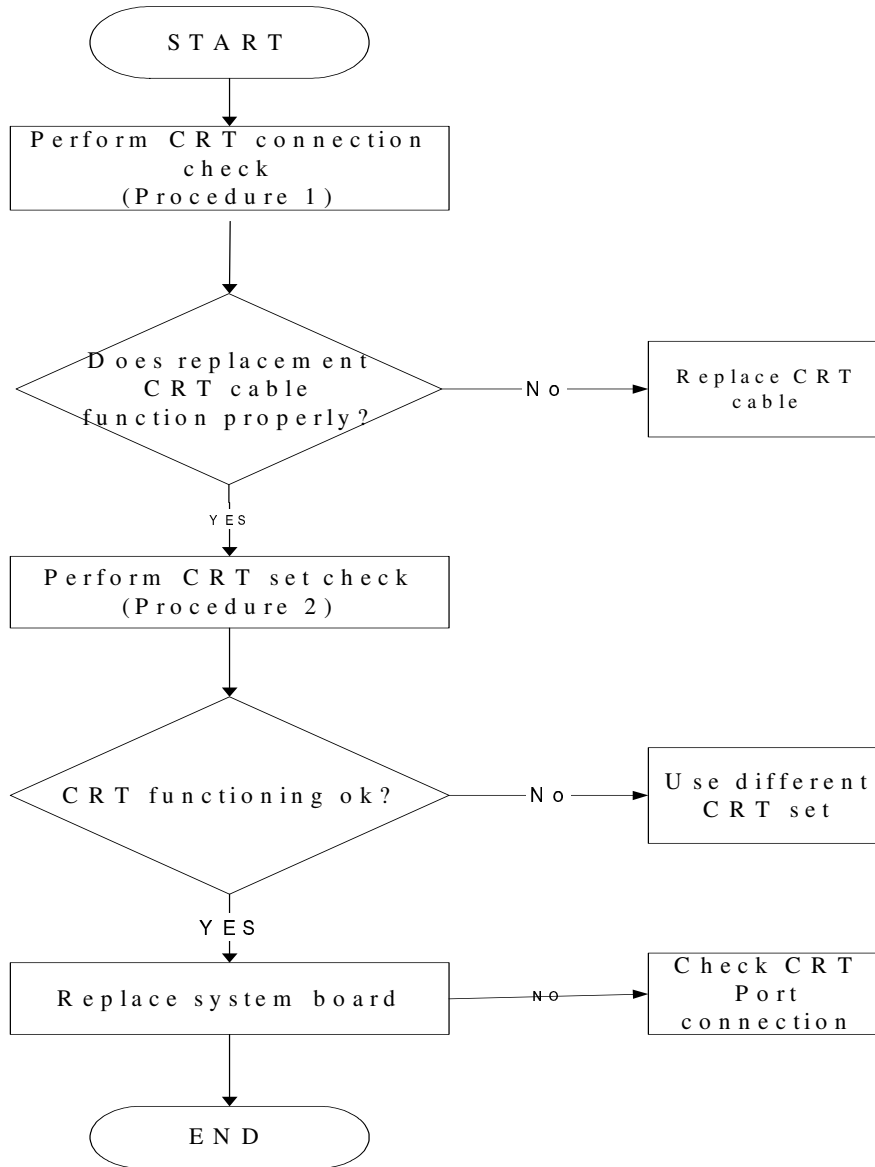 START
Perform CRT connection
check
(Procedure 1)
Does replacement
CRT cable
function properly?
No
Replace CRT
cable
YES
Perform CRT set check
(Procedure 2)
CRT functioning ok?
No
Use different
CRT set
YES
Replace system board
NO
Check CRT
Port
connection
END